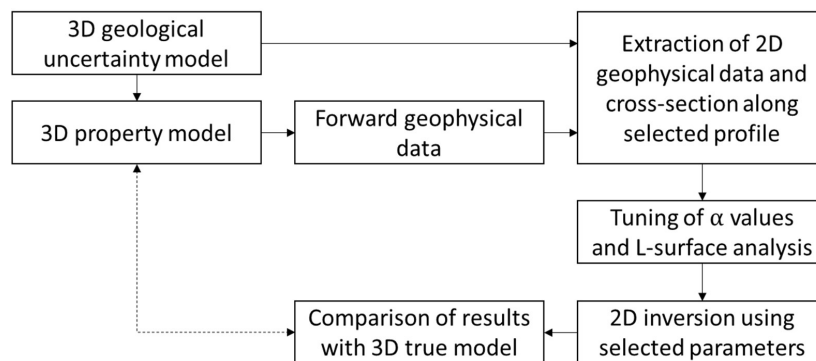 3D geological
uncertainty model
3D property model
Forward geophysical
data
Extraction of 2D
geophysical data and
cross-section along
selected profile
Tuning of α values
and L-surface analysis
2D inversion using
selected parameters
Comparison of results
with 3D true model